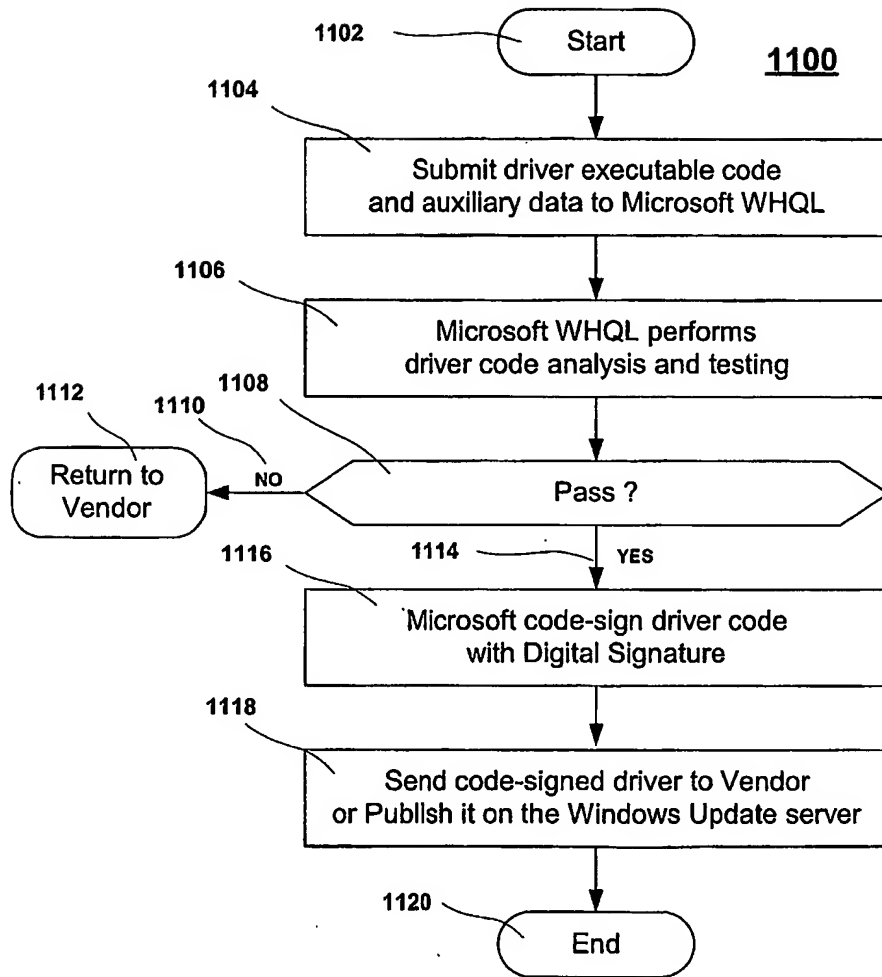 1102
Start
1100
1104
Submit driver executable code
and auxiliary data to Microsoft WHQL
1106
Microsoft WHQL performs
driver code analysis and testing
1108
1110
1112
Return to
Vendor
NO
Pass ?
1114
YES
1116
Microsoft code-sign driver code
with Digital Signature
1118
Send code-signed driver to Vendor
or Publish it on the Windows Update server
1120
End